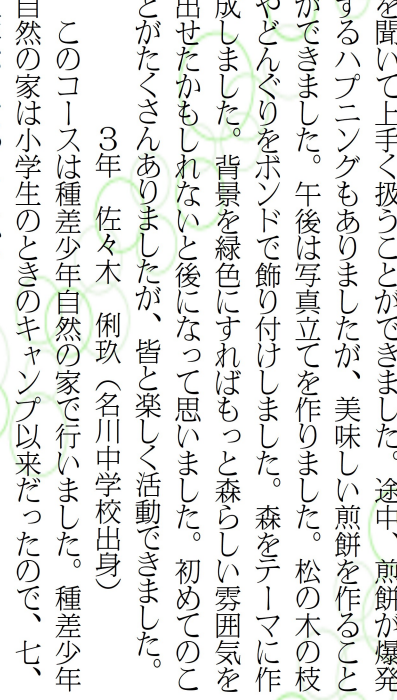 を聞いて上手く扱うことができました。途中、煎餅が爆発
するハプニングもありましたが、美味しい煎餅を作ること
ができました。午後は写真立てを作りました。松の木の枝
やどんぐりをボンドで飾り付けしました。森をテーマに作
成しました。背景を緑色にすればもっと森らしい雰囲気を
出せたかもしれないと後になって思いました。初めてのこ
とがたくさんありましたが、皆と楽しく活動できました。
３年　佐々木　俐玖（名川中学校出身）
このコースは種差少年自然の家で行いました。種差少年
自然の家は小学生のときのキャンプ以来だったので、七、